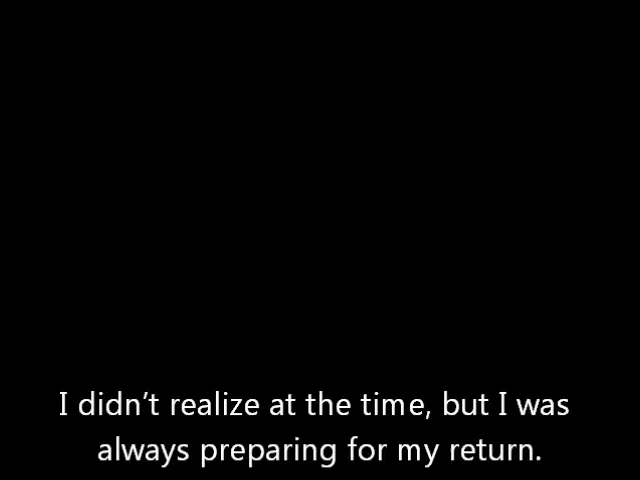 I didn’t realize at the time, but I was
always preparing for my return.